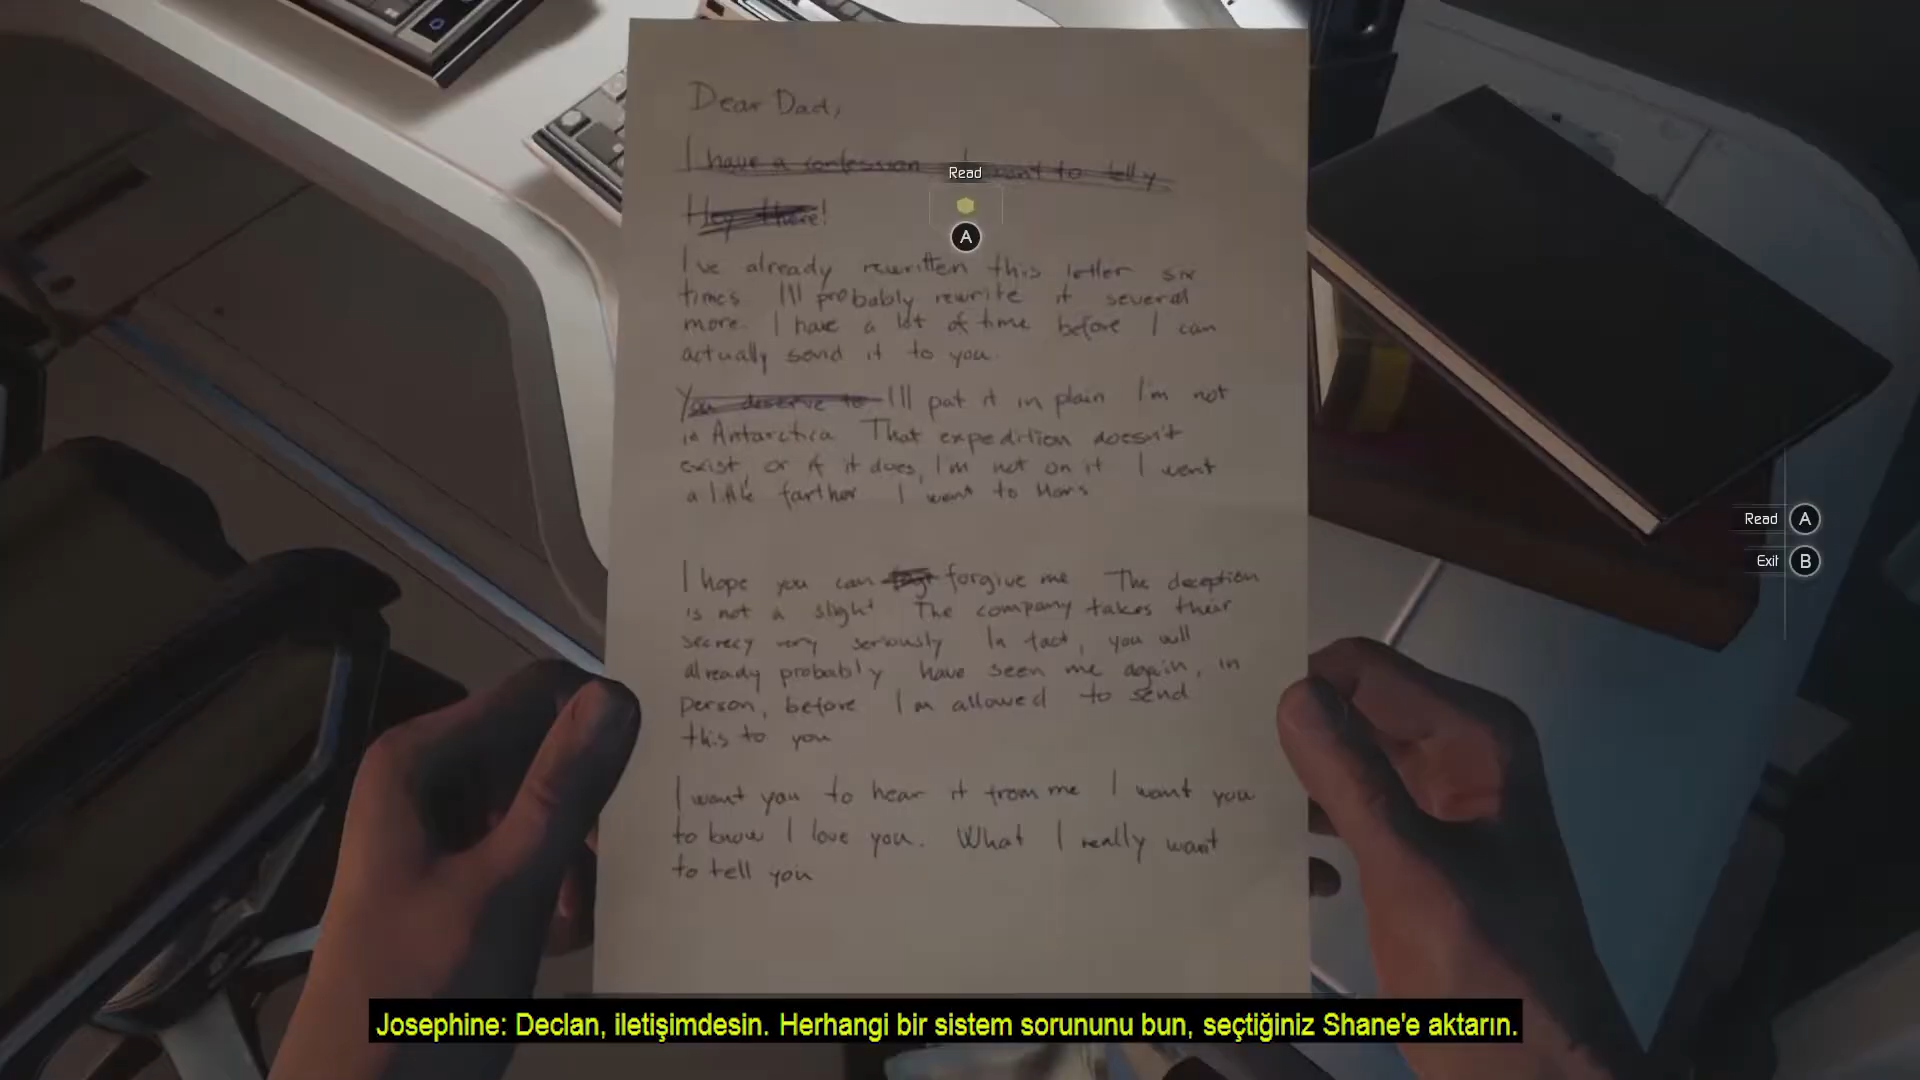 Dear Dad,
I have a confession I want to tell y
Hey there!
Read
A
I've already rewritten this letter six
times I'll probably rewrite it several
more. I have a lot of time before I can
actually send it to you
You deserve to I'll put it in plain I'm not
in Antarctica That expedition doesn't
exist, or if it does, I'm not on it I went
a little farther I went to Mars
Read A
Exit B
I hope you can forgive me The deception
is not a slight The company takes their
secrecy very seriously In fact, you will
already probably have seen me again, in
person, before I'm allowed to send
this to you
I want you to hear it from me I want you
to know I love you. What I really want
to tell you
Josephine: Declan, iletişimdesin. Herhangi bir sistem sorununu bun, seçtiğiniz Shane'e aktarın.